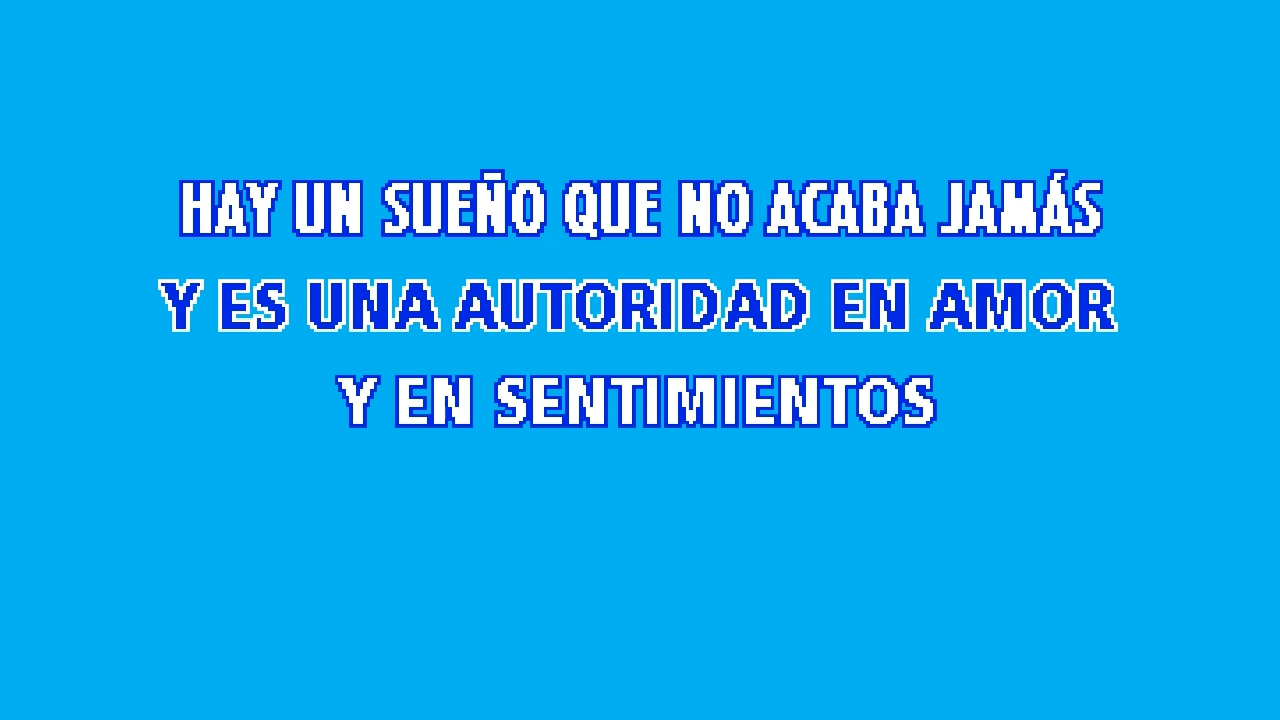 HAY UN SUEÑO QUE NO ACABA JAMÁS
Y ES UNA AUTORIDAD EN AMOR
Y EN SENTIMIENTOS